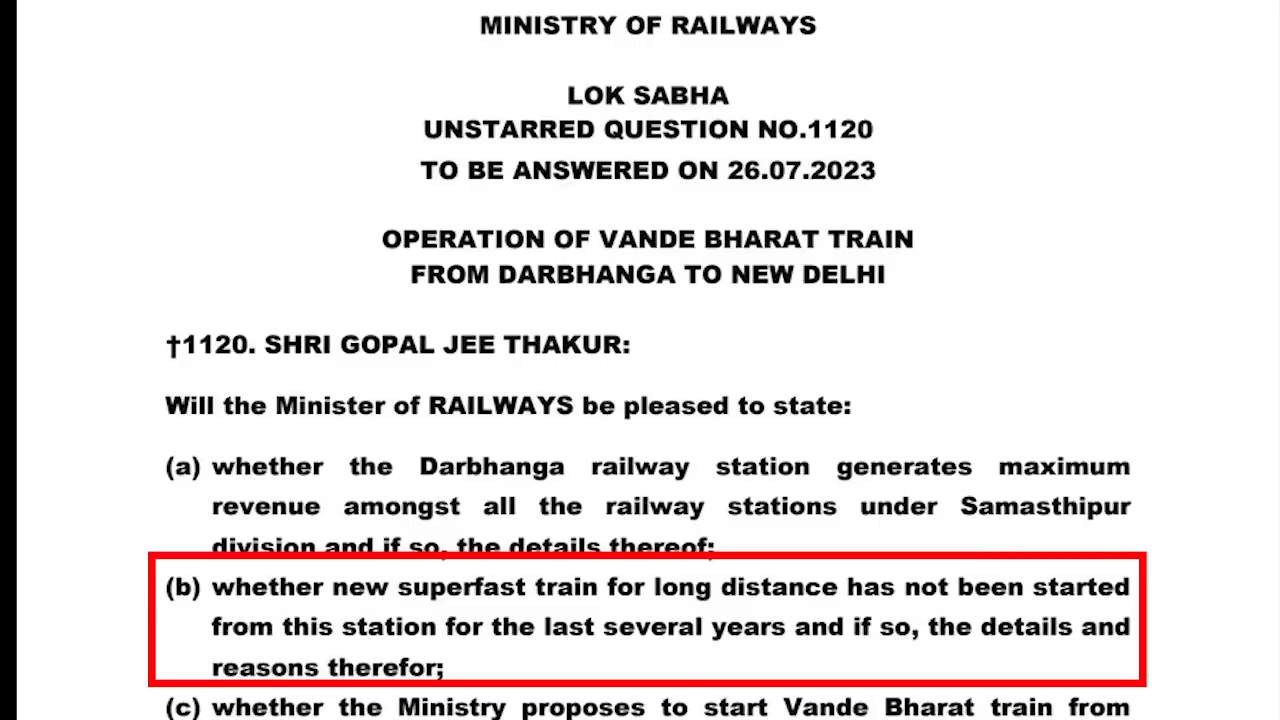 MINISTRY OF RAILWAYS
LOK SABHA
UNSTARRED QUESTION NO.1120
TO BE ANSWERED ON 26.07.2023
OPERATION OF VANDE BHARAT TRAIN
FROM DARBHANGA TO NEW DELHI
†1120. SHRI GOPAL JEE THAKUR:
Will the Minister of RAILWAYS be pleased to state:
(a) whether the Darbhanga railway station generates maximum
revenue amongst all the railway stations under Samasthipur
division and if so, the details thereof;
(b) whether new superfast train for long distance has not been started
from this station for the last several years and if so, the details and
reasons therefor;
(c) whether the Ministry proposes to start Vande Bharat train from